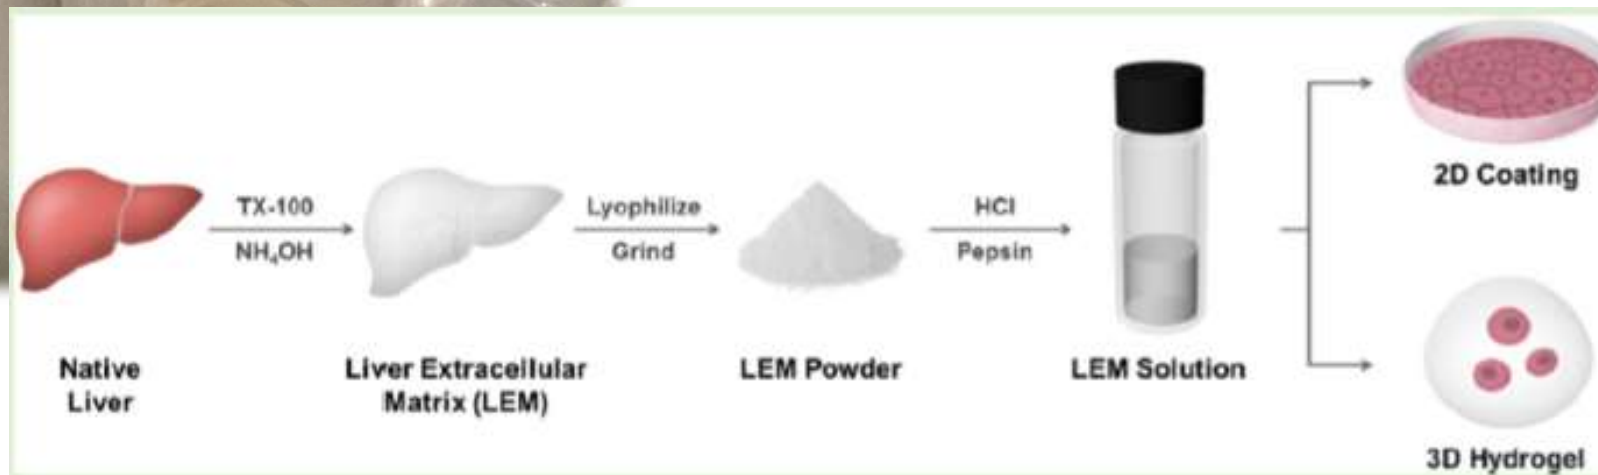 TX-100
NH₄OH
Lyophilize
Grind
HCl
Pepsin
2D Coating
Native
Liver
Liver Extracellular
Matrix (LEM)
LEM Powder
LEM Solution
3D Hydrogel